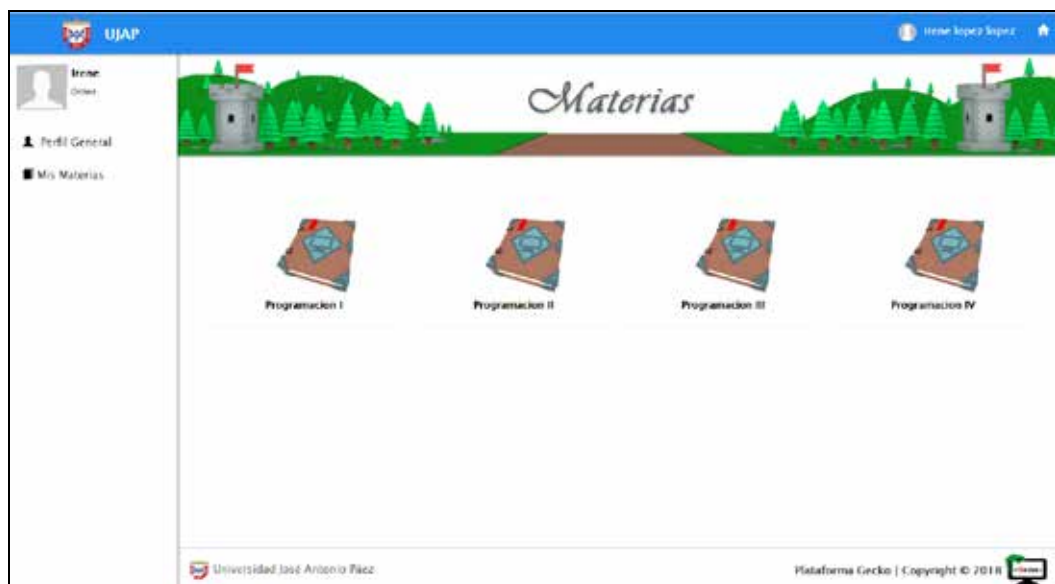 UJAP
Irene lopez lopez
Irene
Online
Perfil General
Mis Materias
Materias
Programacion I
Programacion II
Programacion III
Programacion IV
Universidad José Antonio Páez
Plataforma Gecko | Copyright © 2018